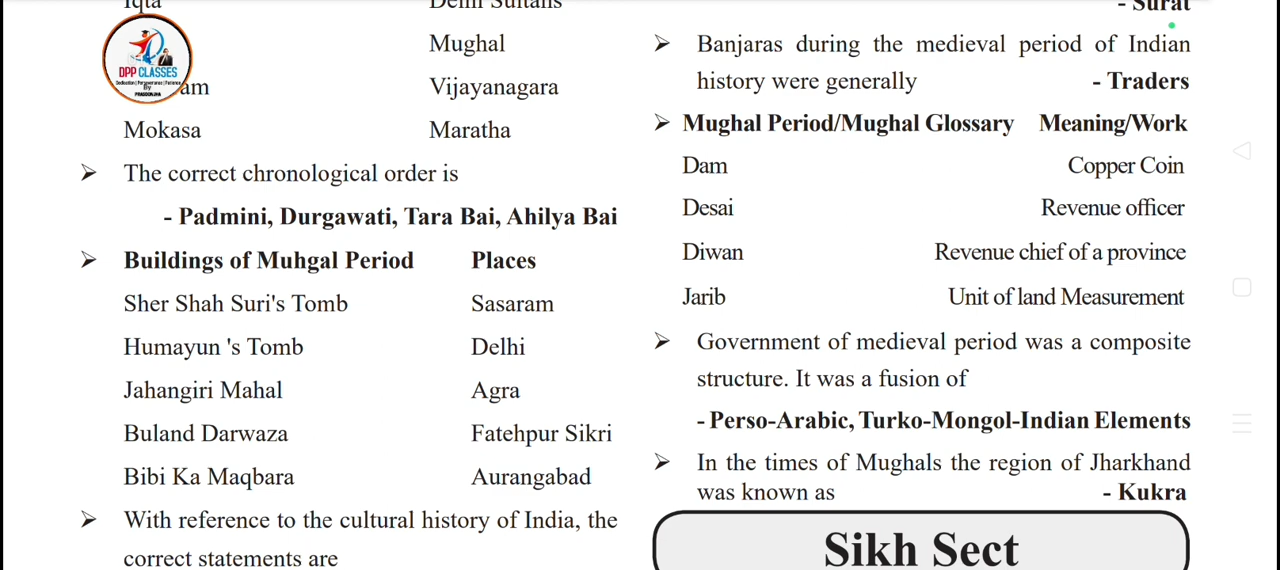 Iqta Delhi Sultans
Mughal
am Vijayanagara
Mokasa Maratha
➢ The correct chronological order is
- Padmini, Durgawati, Tara Bai, Ahilya Bai
➢ Buildings of Muhgal Period Places
Sher Shah Suri's Tomb Sasaram
Humayun 's Tomb Delhi
Jahangiri Mahal Agra
Buland Darwaza Fatehpur Sikri
Bibi Ka Maqbara Aurangabad
➢ With reference to the cultural history of India, the
correct statements are
DPP CLASSES
By
- Surat
➢ Banjaras during the medieval period of Indian
history were generally - Traders
➢ Mughal Period/Mughal Glossary Meaning/Work
Dam Copper Coin
Desai Revenue officer
Diwan Revenue chief of a province
Jarib Unit of land Measurement
➢ Government of medieval period was a composite
structure. It was a fusion of
- Perso-Arabic, Turko-Mongol-Indian Elements
➢ In the times of Mughals the region of Jharkhand
was known as - Kukra
Sikh Sect